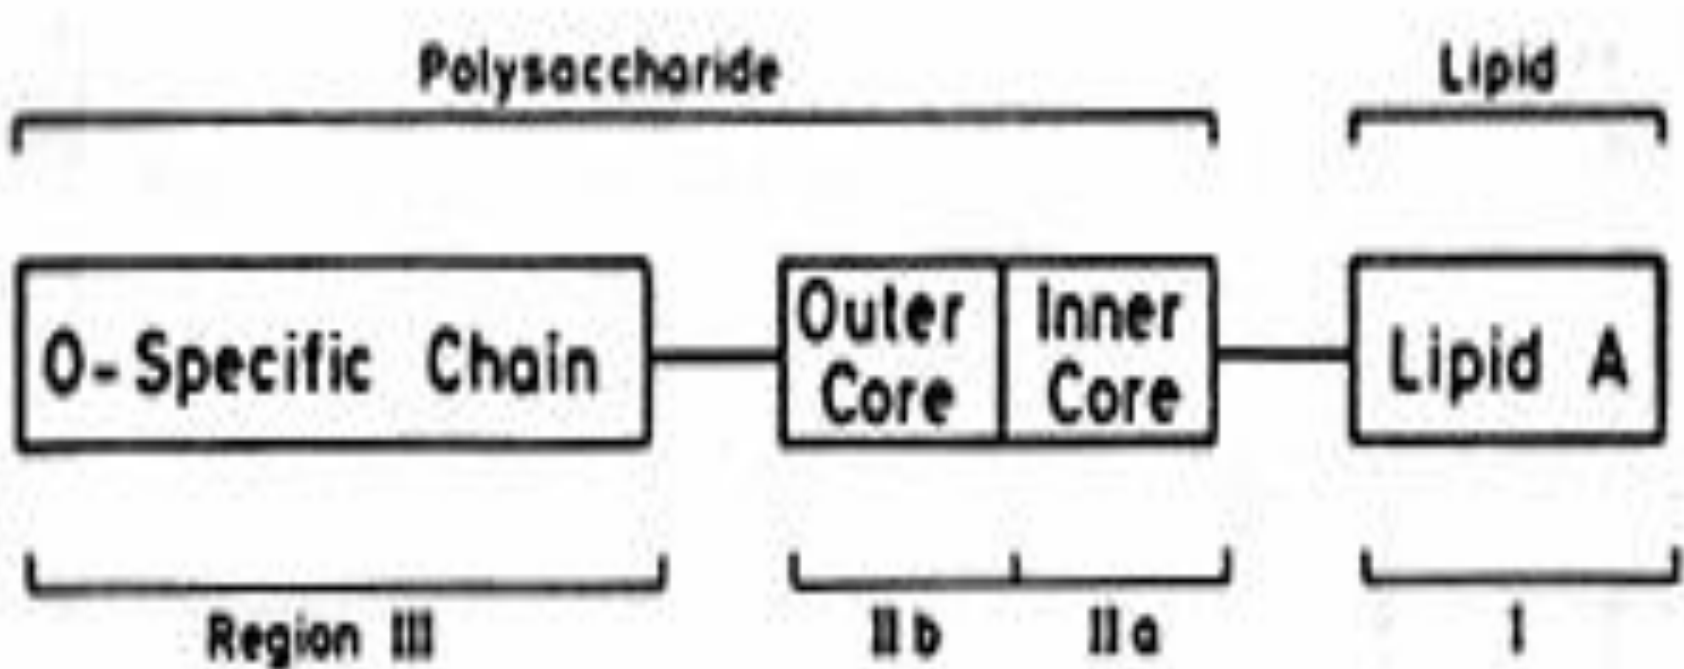 Polysaccharide Lipid
O-Specific Chain
Outer Core
Inner Core
Lipid A
Region III IIb IIa I